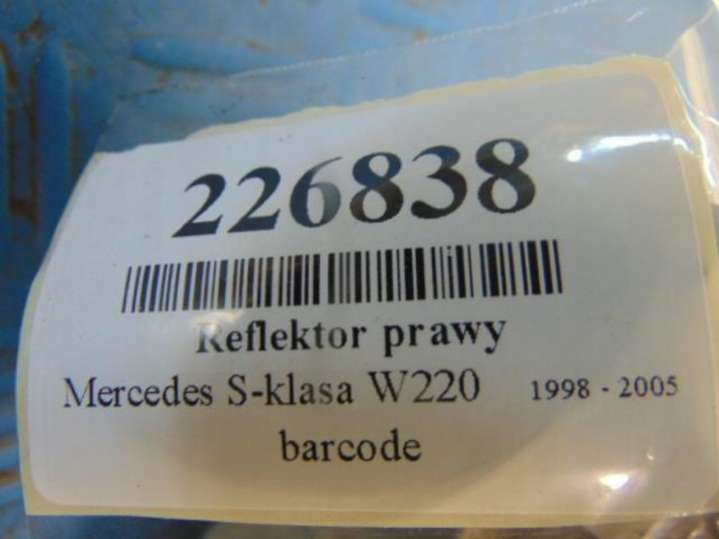 226838
Reflektor prawy
Mercedes S-klasa W220 1998 - 2005
barcode